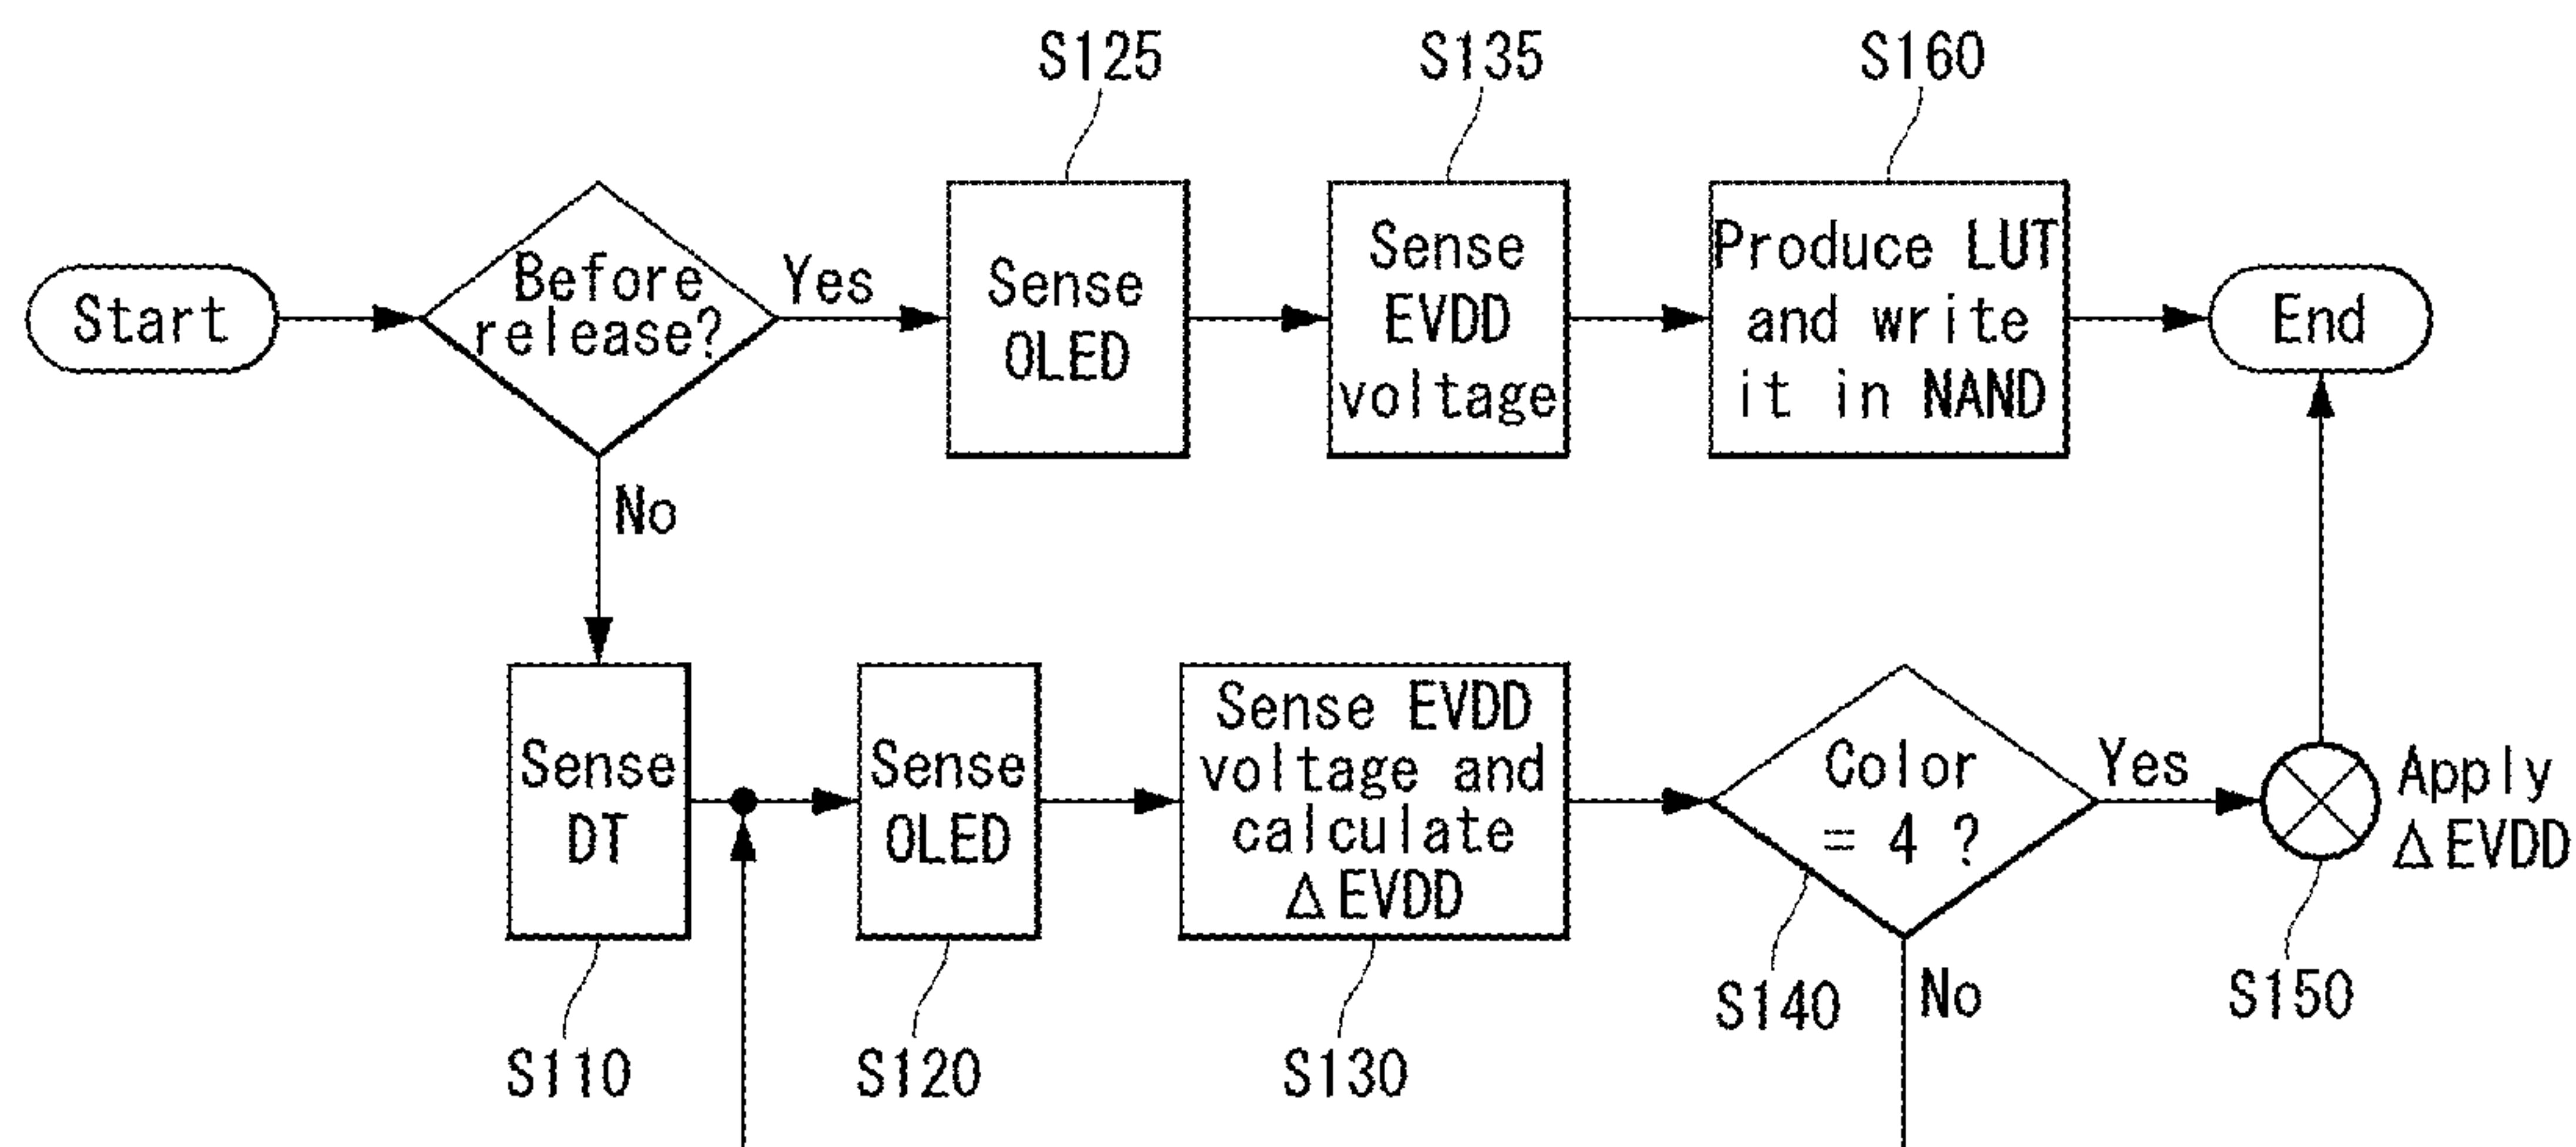 S125
S135
S160
Start
Before
release?
Yes
Sense
OLED
Sense
EVDD
voltage
Produce LUT
and write
it in NAND
End
No
Sense
DT
Sense
OLED
Sense EVDD
voltage and
calculate
ΔEVDD
Color
= 4 ?
Yes
Apply
ΔEVDD
No
S110
S120
S130
S140
S150